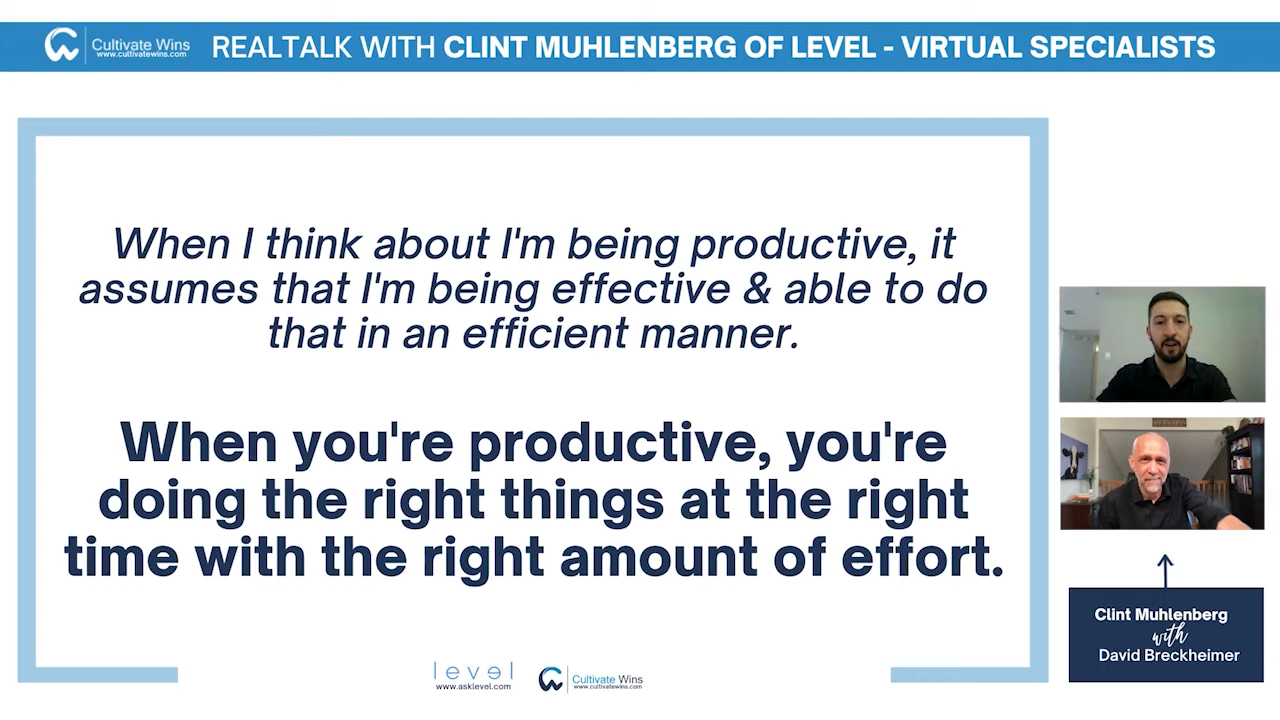 Cultivate Wins
www.cultivatewins.com
REALTALK WITH CLINT MUHLENBERG OF LEVEL - VIRTUAL SPECIALISTS
When I think about I'm being productive, it
assumes that I'm being effective & able to do
that in an efficient manner.
When you're productive, you're
doing the right things at the right
time with the right amount of effort.
Clint Muhlenberg
with
David Breckheimer
level
www.asklevel.com
Cultivate Wins
www.cultivatewins.com